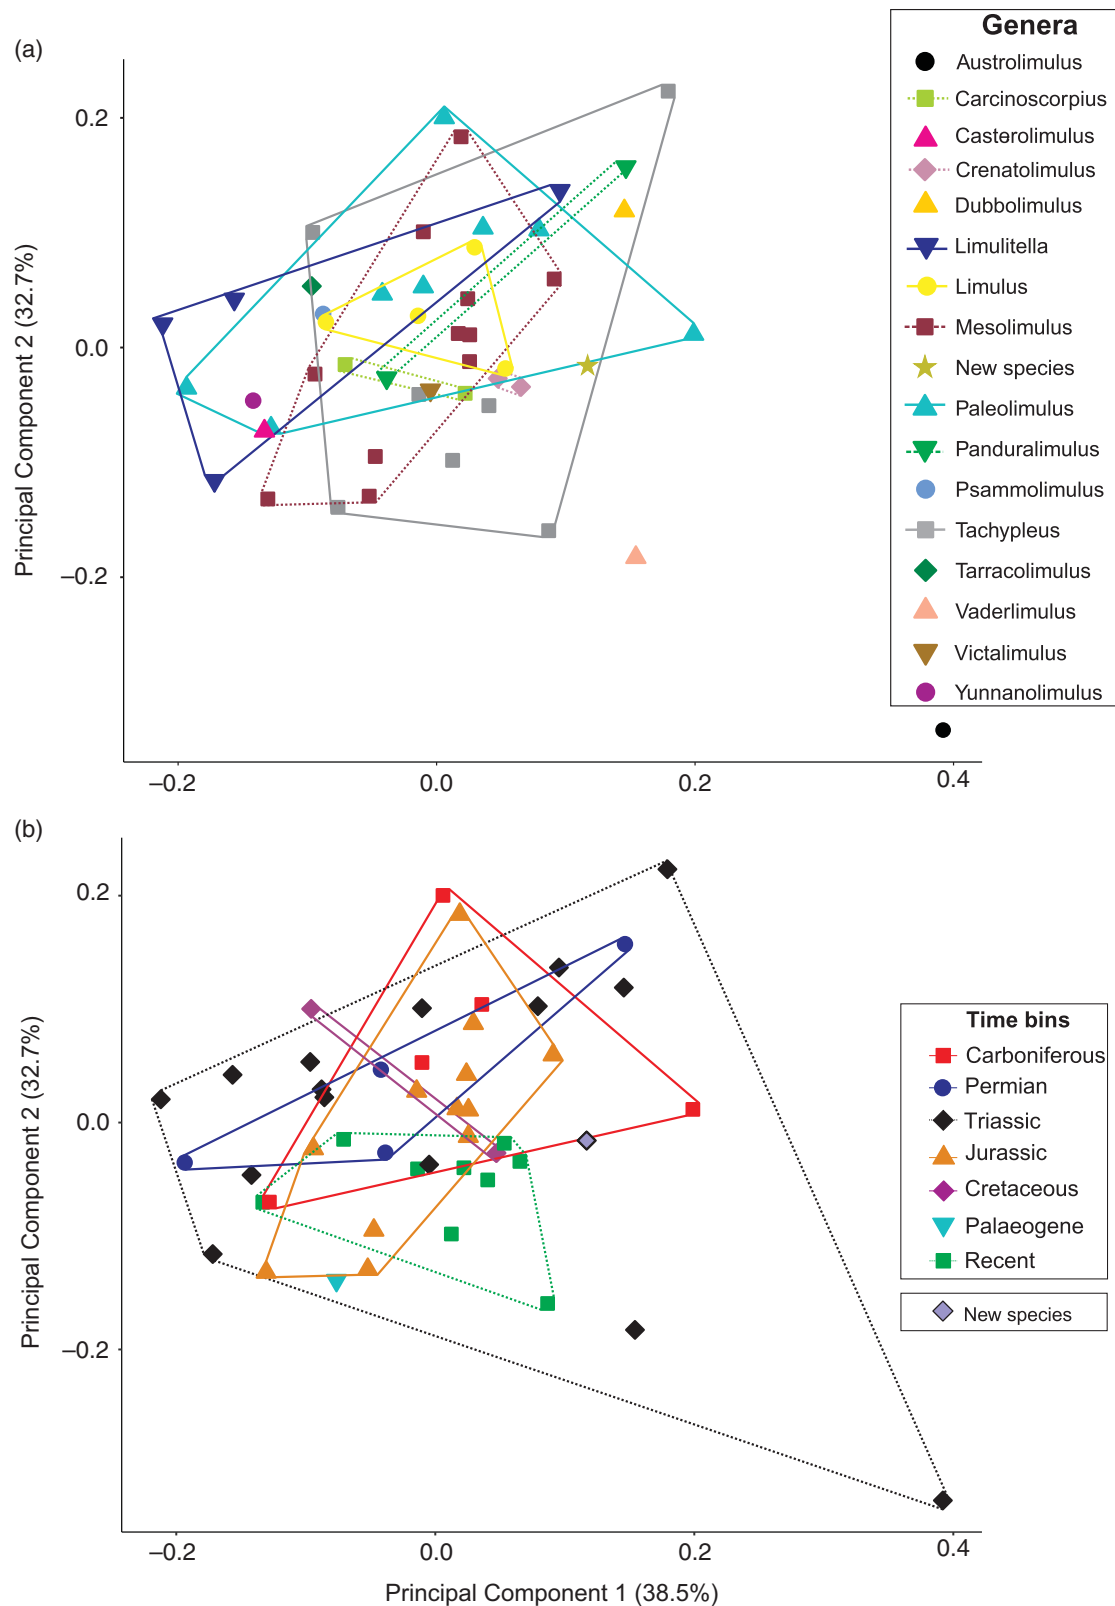 (a)
Genera
Austrolimulus
Carcinoscorpius
Casterolimulus
Crenatolimulus
Dubbolimulus
Limulitella
Limulus
Mesolimulus
New species
Paleolimulus
Panduralimulus
Psammolimulus
Tachypleus
Tarracolimulus
Vaderlimulus
Victalimulus
Yunnanolimulus
Principal Component 2 (32.7%)
0.2
0.0
–0.2
–0.2
0.0
0.2
0.4
(b)
Principal Component 2 (32.7%)
0.2
0.0
–0.2
Time bins
Carboniferous
Permian
Triassic
Jurassic
Cretaceous
Palaeogene
Recent
New species
–0.2
0.0
0.2
0.4
Principal Component 1 (38.5%)